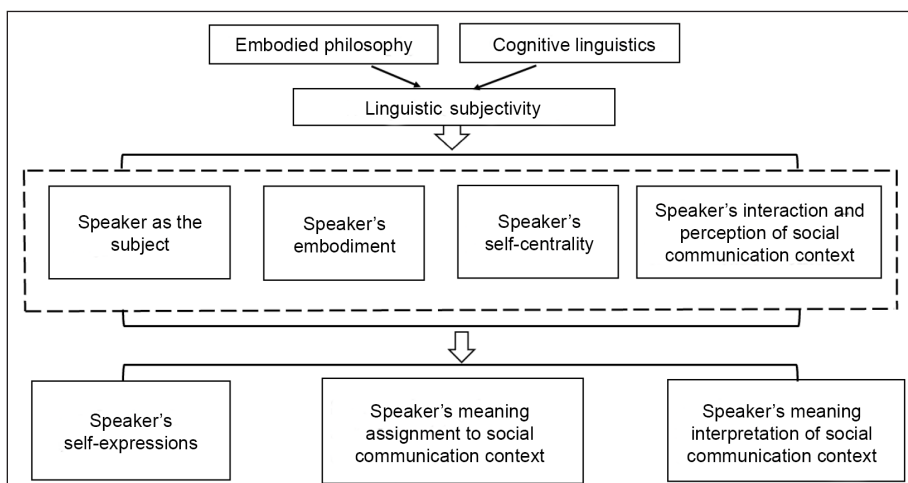 Embodied philosophy
Cognitive linguistics
Linguistic subjectivity
Speaker as the
subject
Speaker’s
embodiment
Speaker’s
self-centrality
Speaker’s interaction and
perception of social
communication context
Speaker’s
self-expressions
Speaker’s meaning
assignment to social
communication context
Speaker’s meaning
interpretation of social
communication context